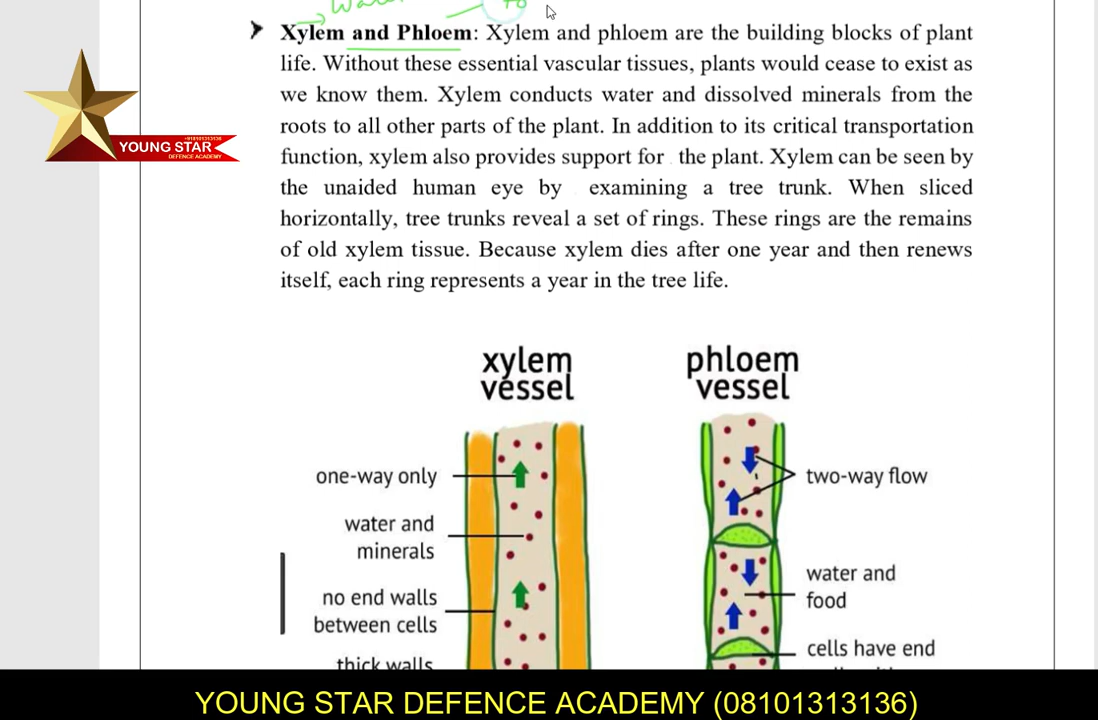 Water
to
➤ Xylem and Phloem: Xylem and phloem are the building blocks of plant
life. Without these essential vascular tissues, plants would cease to exist as
we know them. Xylem conducts water and dissolved minerals from the
roots to all other parts of the plant. In addition to its critical transportation
function, xylem also provides support for the plant. Xylem can be seen by
the unaided human eye by examining a tree trunk. When sliced
horizontally, tree trunks reveal a set of rings. These rings are the remains
of old xylem tissue. Because xylem dies after one year and then renews
itself, each ring represents a year in the tree life.
+918101313136
YOUNG STAR
DEFENCE ACADEMY
xylem
vessel
one-way only
water and
minerals
no end walls
between cells
thick walls
phloem
vessel
two-way flow
water and
food
cells have end
YOUNG STAR DEFENCE ACADEMY (08101313136)